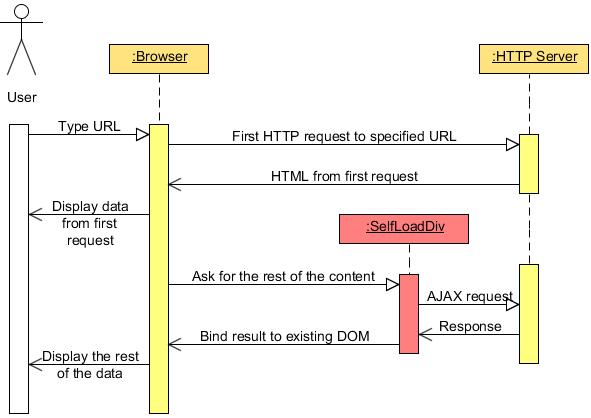 :Browser
:HTTP Server
User
Type URL
First HTTP request to specified URL
HTML from first request
Display data
from first
request
:SelfLoadDiv
Ask for the rest of the content
AJAX request
Response
Bind result to existing DOM
Display the rest
of the data